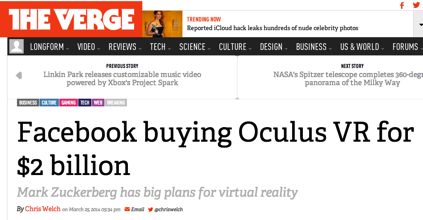 THE VERGE
TRENDING NOW
Reported iCloud hack leaks hundreds of nude celebrity photos
LONGFORM VIDEO REVIEWS TECH SCIENCE CULTURE DESIGN BUSINESS US & WORLD FORUMS
PREVIOUS STORY
Linkin Park releases customizable music video
powered by Xbox's Project Spark
NEXT STORY
NASA's Spitzer telescope completes 360-degr
panorama of the Milky Way
BUSINESS CULTURE GAMING TECH WEB BREAKING
Facebook buying Oculus VR for
$2 billion
Mark Zuckerberg has big plans for virtual reality
By Chris Welch on March 25, 2014 05:34 pm Email @chriswelch